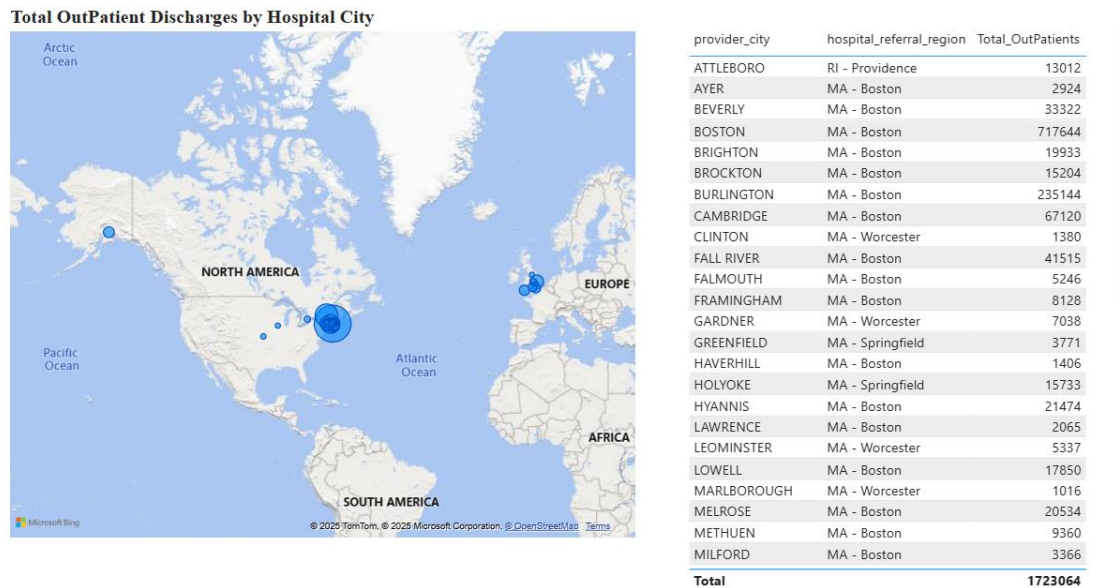 Total OutPatient Discharges by Hospital City
Arctic
Ocean
NORTH AMERICA
EUROPE
Pacific
Ocean
Atlantic
Ocean
AFRICA
SOUTH AMERICA
Microsoft Bing
© 2025 TomTom, © 2025 Microsoft Corporation, © OpenStreetMap Terms
provider_city hospital_referral_region Total_OutPatients
ATTLEBORO RI - Providence 13012
AYER MA - Boston 2924
BEVERLY MA - Boston 33322
BOSTON MA - Boston 717644
BRIGHTON MA - Boston 19933
BROCKTON MA - Boston 15204
BURLINGTON MA - Boston 235144
CAMBRIDGE MA - Boston 67120
CLINTON MA - Worcester 1380
FALL RIVER MA - Boston 41515
FALMOUTH MA - Boston 5246
FRAMINGHAM MA - Boston 8128
GARDNER MA - Worcester 7038
GREENFIELD MA - Springfield 3771
HAVERHILL MA - Boston 1406
HOLYOKE MA - Springfield 15733
HYANNIS MA - Boston 21474
LAWRENCE MA - Boston 2065
LEOMINSTER MA - Worcester 5337
LOWELL MA - Boston 17850
MARLBOROUGH MA - Worcester 1016
MELROSE MA - Boston 20534
METHUEN MA - Boston 9360
MILFORD MA - Boston 3366
Total 1723064